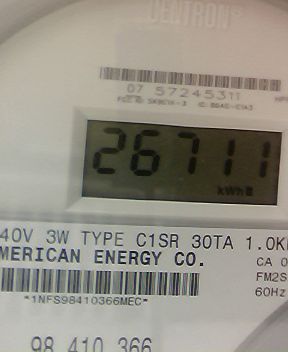 CENTRON®
07 57245311
26711
kWh
40V 3W TYPE C1SR 30TA 1.0K
MERICAN ENERGY CO.
CA 0
FM2S
60Hz
*1NFS98410366MEC*
98 410 366